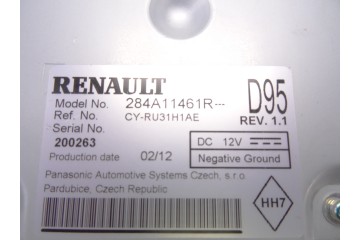 RENAULT
D95
REV. 1.1
Model No. 284A11461R---
Ref. No. CY-RU31H1AE
Serial No.
200263
DC 12V
Production date 02/12
Negative Ground
Panasonic Automotive Systems Czech, s.r.o
Pardubice, Czech Republic
HH7